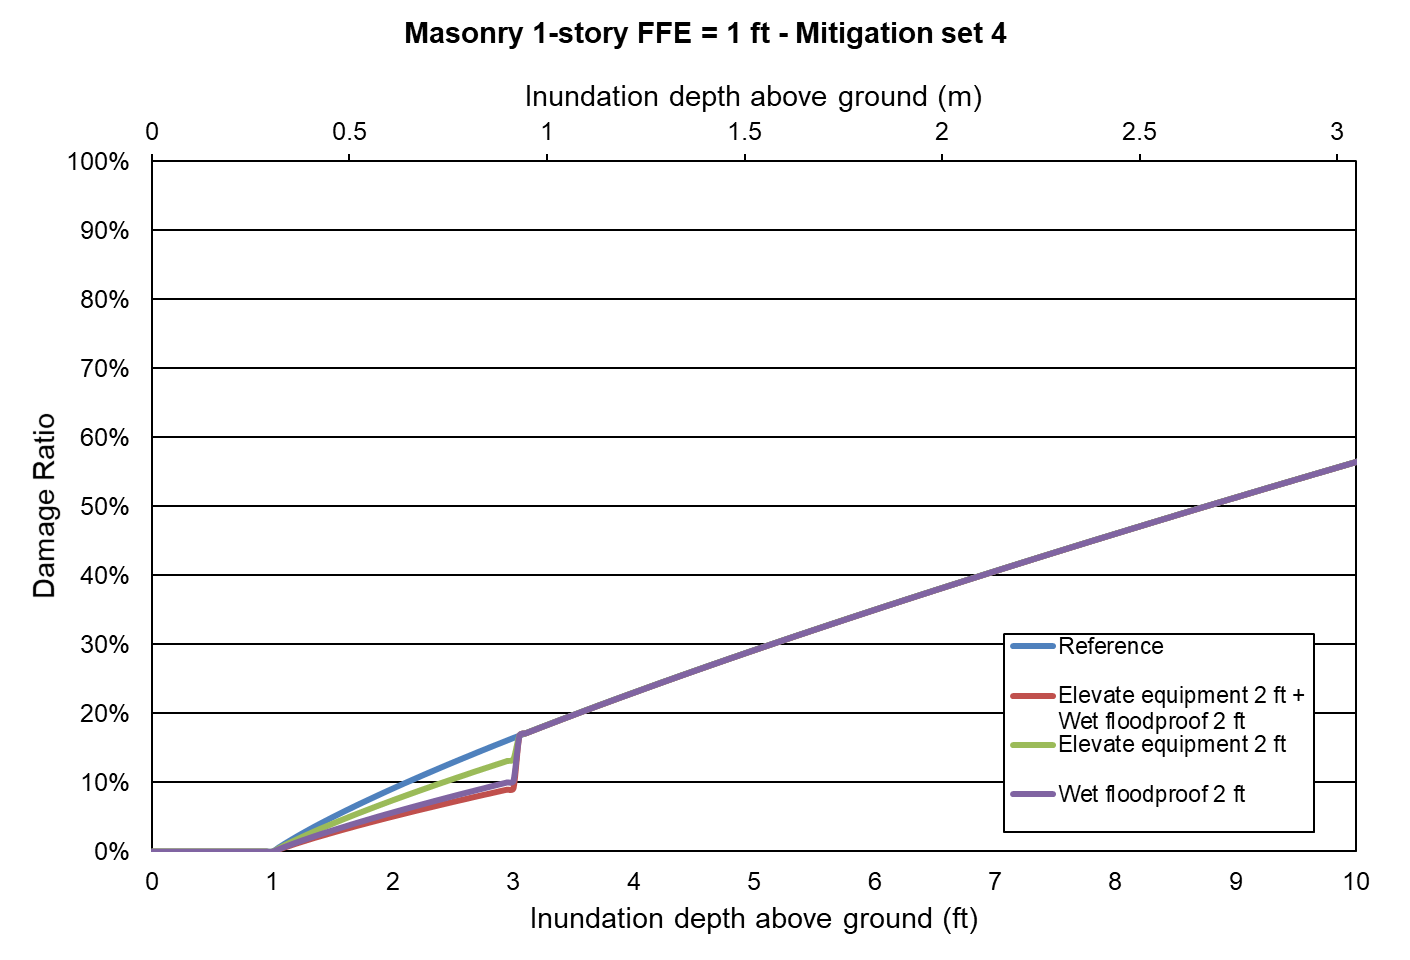 Masonry 1-story FFE = 1 ft - Mitigation set 4
Inundation depth above ground (m)
0 0.5 1 1.5 2 2.5 3
100%
90%
80%
70%
60%
50%
40%
30%
20%
10%
0%
Damage Ratio
Reference
Elevate equipment 2 ft +
Wet floodproof 2 ft
Elevate equipment 2 ft
Wet floodproof 2 ft
0 1 2 3 4 5 6 7 8 9 10
Inundation depth above ground (ft)